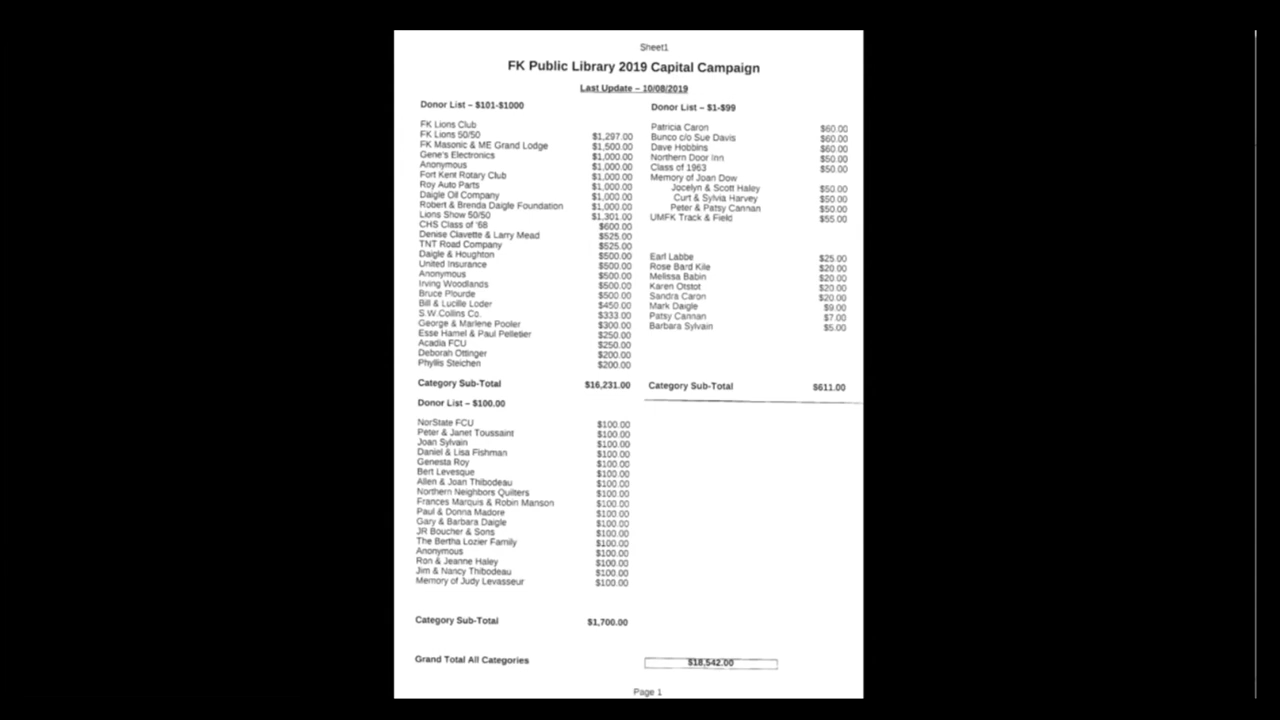 Sheet1
FK Public Library 2019 Capital Campaign
Last Update – 10/08/2019
Donor List – $101-$1000
FK Lions Club
FK Lions 50/50 $1,297.00
FK Masonic & ME Grand Lodge $1,500.00
Gene's Electronics $1,000.00
Anonymous $1,000.00
Fort Kent Rotary Club $1,000.00
Roy Auto Parts $1,000.00
Daigle Oil Company $1,000.00
Robert & Brenda Daigle Foundation $1,000.00
Lions Show 50/50 $1,301.00
CHS Class of '68 $600.00
Denise Clavette & Larry Mead $525.00
TNT Road Company $525.00
Daigle & Houghton $500.00
United Insurance $500.00
Anonymous $500.00
Irving Woodlands $500.00
Bruce Plourde $500.00
Bill & Lucille Loder $450.00
S.W.Collins Co. $333.00
George & Marlene Pooler $300.00
Esse Hamel & Paul Pelletier $250.00
Acadia FCU $250.00
Deborah Ottinger $200.00
Phyllis Steichen $200.00
Category Sub-Total $16,231.00
Donor List – $100.00
NorState FCU $100.00
Peter & Janet Toussaint $100.00
Joan Sylvain $100.00
Daniel & Lisa Fishman $100.00
Genesta Roy $100.00
Bert Levesque $100.00
Allen & Joan Thibodeau $100.00
Northern Neighbors Quilters $100.00
Frances Marquis & Robin Manson $100.00
Paul & Donna Madore $100.00
Gary & Barbara Daigle $100.00
JR Boucher & Sons $100.00
The Bertha Lozier Family $100.00
Anonymous $100.00
Ron & Jeanne Haley $100.00
Jim & Nancy Thibodeau $100.00
Memory of Judy Levasseur $100.00
Category Sub-Total $1,700.00
Donor List – $1-$99
Patricia Caron $60.00
Bunco c/o Sue Davis $60.00
Dave Hobbins $60.00
Northern Door Inn $50.00
Class of 1963 $50.00
Memory of Joan Dow
Jocelyn & Scott Haley $50.00
Curt & Sylvia Harvey $50.00
Peter & Patsy Cannan $50.00
UMFK Track & Field $55.00
Earl Labbe $25.00
Rose Bard Kile $20.00
Melissa Babin $20.00
Karen Otstot $20.00
Sandra Caron $20.00
Mark Daigle $9.00
Patsy Cannan $7.00
Barbara Sylvain $5.00
Category Sub-Total $611.00
Grand Total All Categories $18,542.00
Page 1